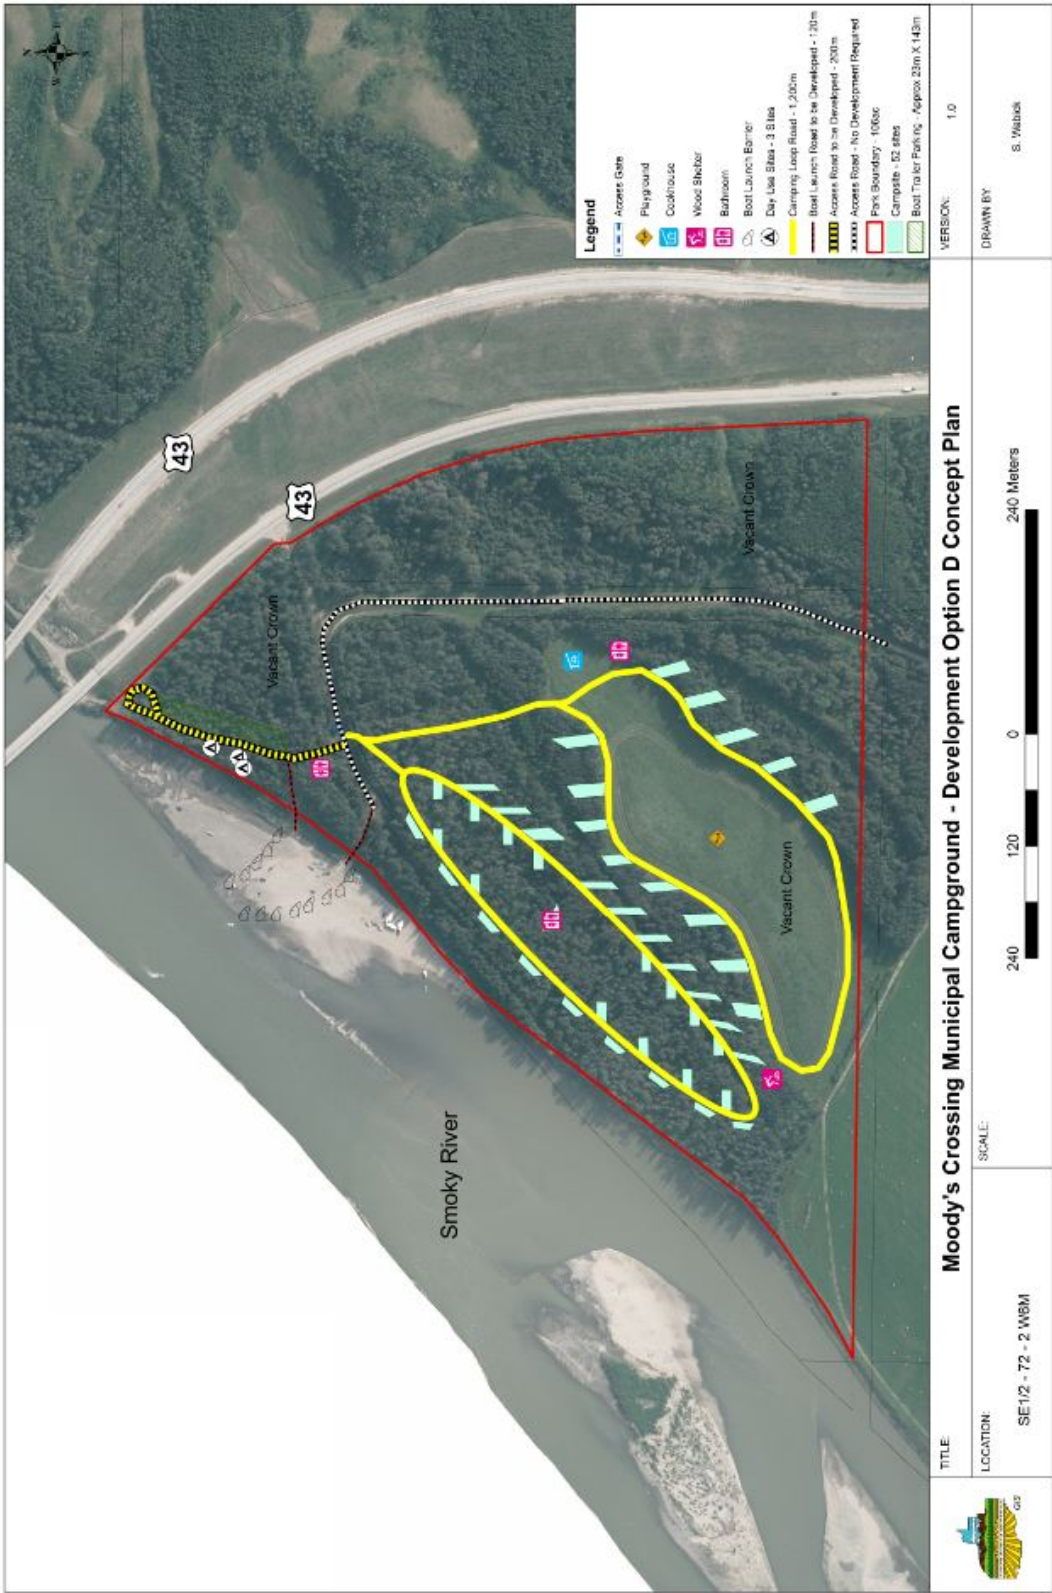 43
43
Vacant Crown
Vacant Crown
Vacant Crown
Smoky River
Legend
Access Gate
Playground
Cookhouse
Wood Shelter
Bathroom
Boat Launch Barrier
Day Use Sites - 3 Sites
Camping Loop Road - 1,200m
Boat Launch Road to be Developed - 120m
Access Road to be Developed - 200m
Access Road - No Development Required
Park Boundary - 106ac
Campsite - 52 sites
Boat Trailer Parking - Approx 23m X 143m
TITLE:
Moody's Crossing Municipal Campground - Development Option D Concept Plan
VERSION:
1.0
LOCATION:
SE1/2 - 72 - 2 W6M
SCALE:
240 120 0 240 Meters
DRAWN BY
GIS